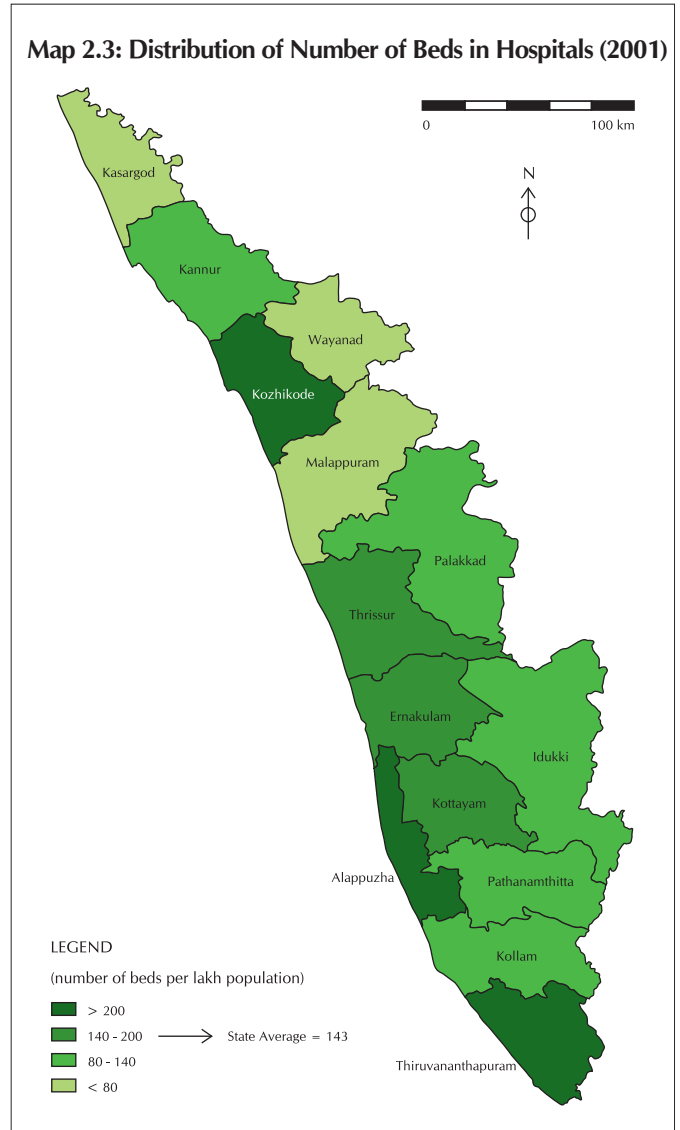 Map 2.3: Distribution of Number of Beds in Hospitals (2001)
0 100 km
N
Kasargod
Kannur
Wayanad
Kozhikode
Malappuram
Palakkad
Thrissur
Ernakulam
Idukki
Kottayam
Alappuzha
Pathanamthitta
Kollam
Thiruvananthapuram
LEGEND
(number of beds per lakh population)
> 200
140 - 200 State Average = 143
80 - 140
< 80